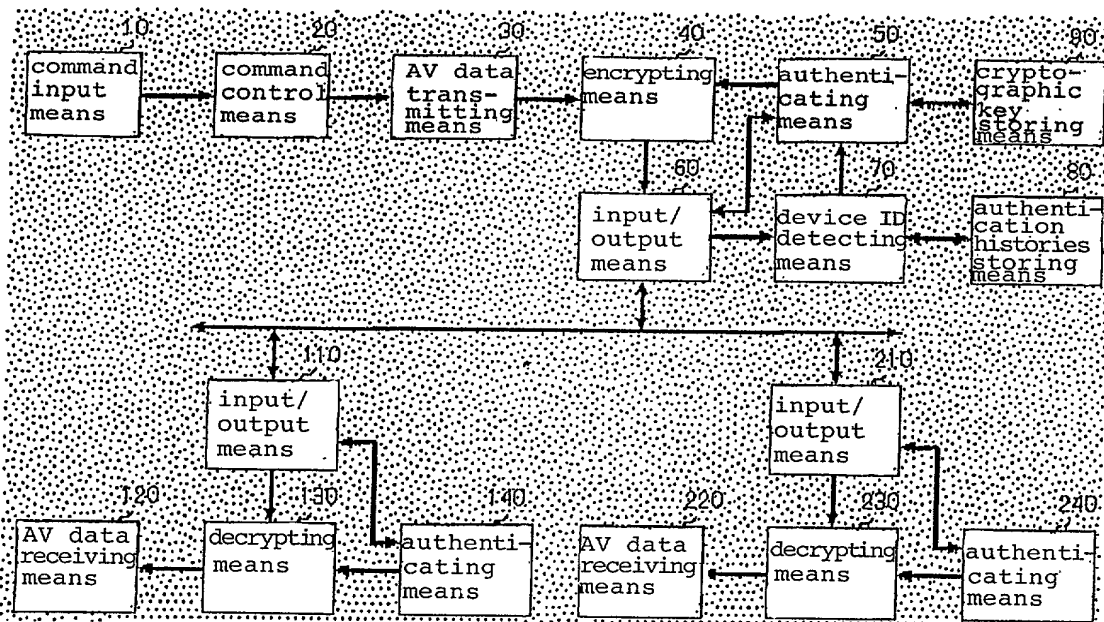 10
20
30
40
50
90
command
input
means
command
control
means
AV data
trans-
mitting
means
encrypting
means
authenti-
cating
means
crypto-
graphic
key
storing
means
60
70
80
input/
output
means
device ID
detecting
means
authenti-
cation
histories
storing
means
110
210
input/
output
means
input/
output
means
120
130
140
220
230
240
AV data
receiving
means
decrypting
means
authenti-
cating
means
AV data
receiving
means
decrypting
means
authenti-
cating
means